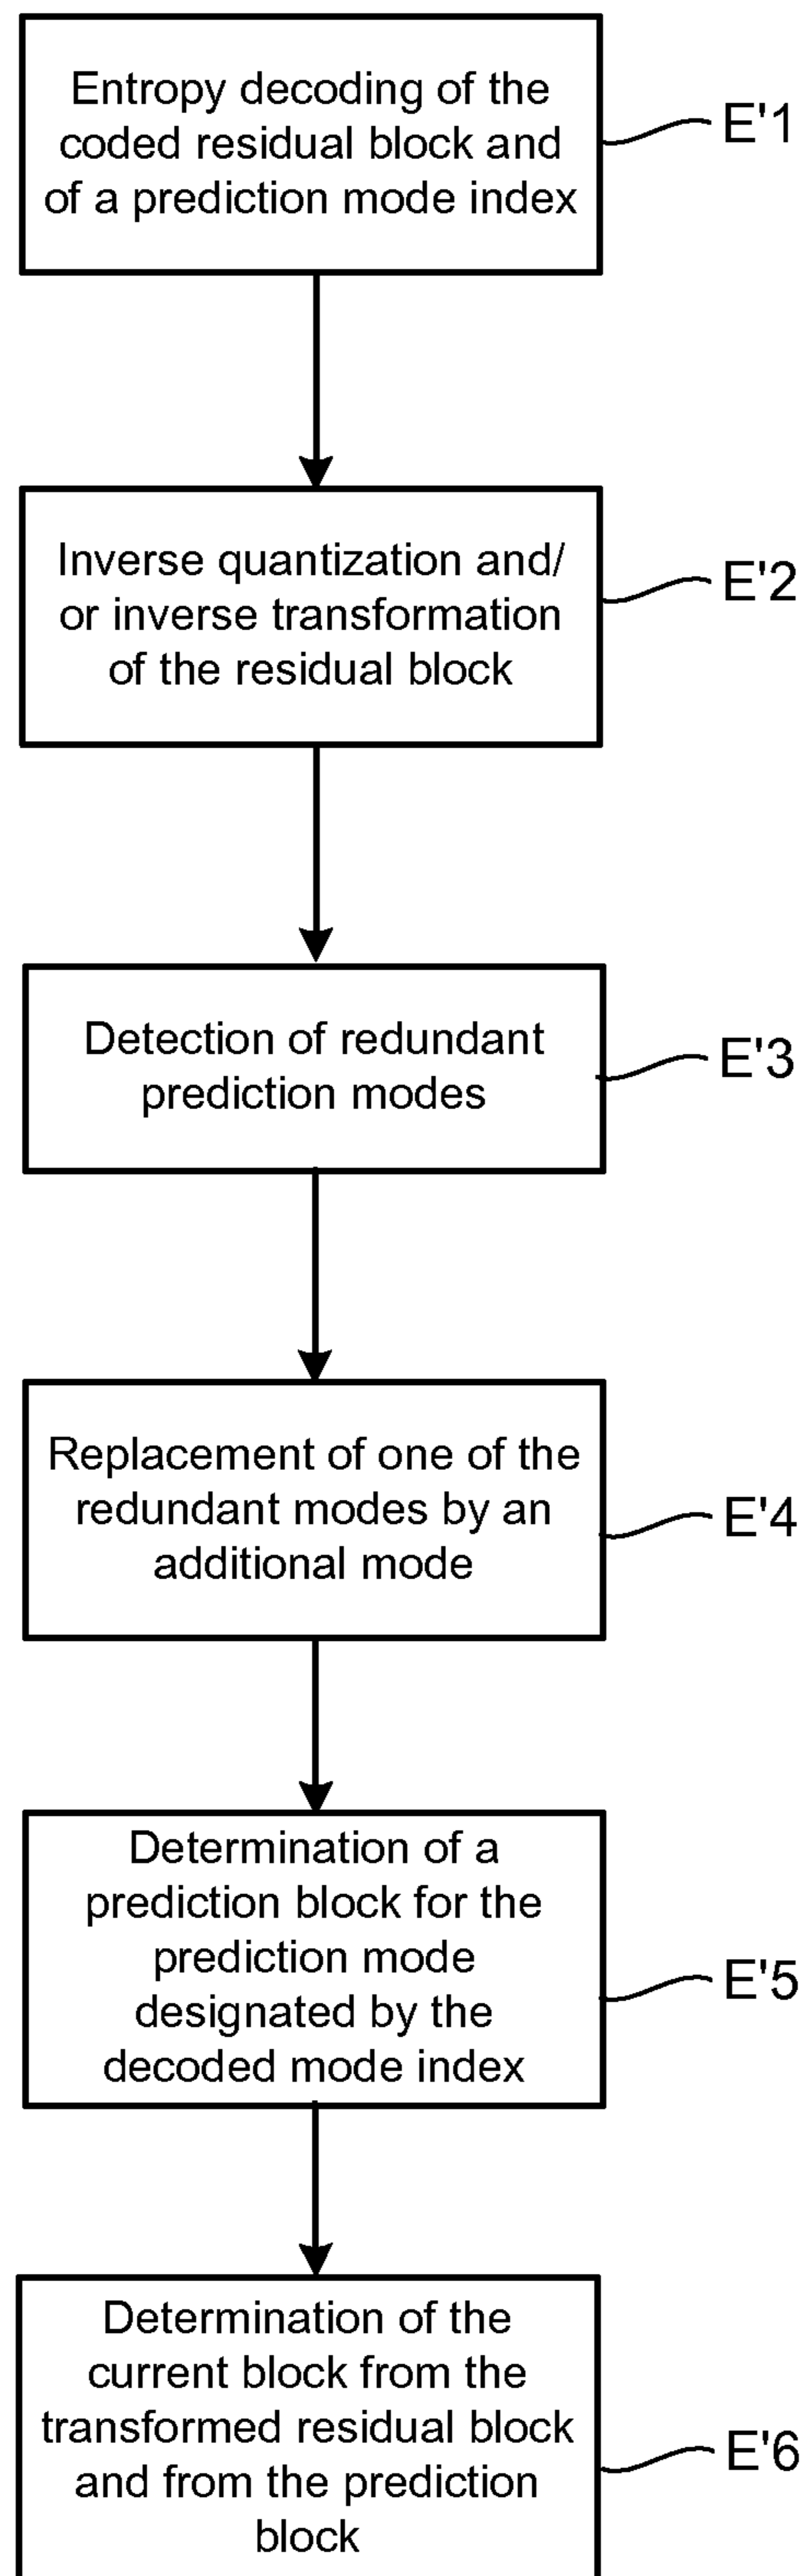 Entropy decoding of the
coded residual block and
of a prediction mode index
E'1
Inverse quantization and/
or inverse transformation
of the residual block
E'2
Detection of redundant
prediction modes
E'3
Replacement of one of the
redundant modes by an
additional mode
E'4
Determination of a
prediction block for the
prediction mode
designated by the
decoded mode index
E'5
Determination of the
current block from the
transformed residual block
and from the prediction
block
E'6